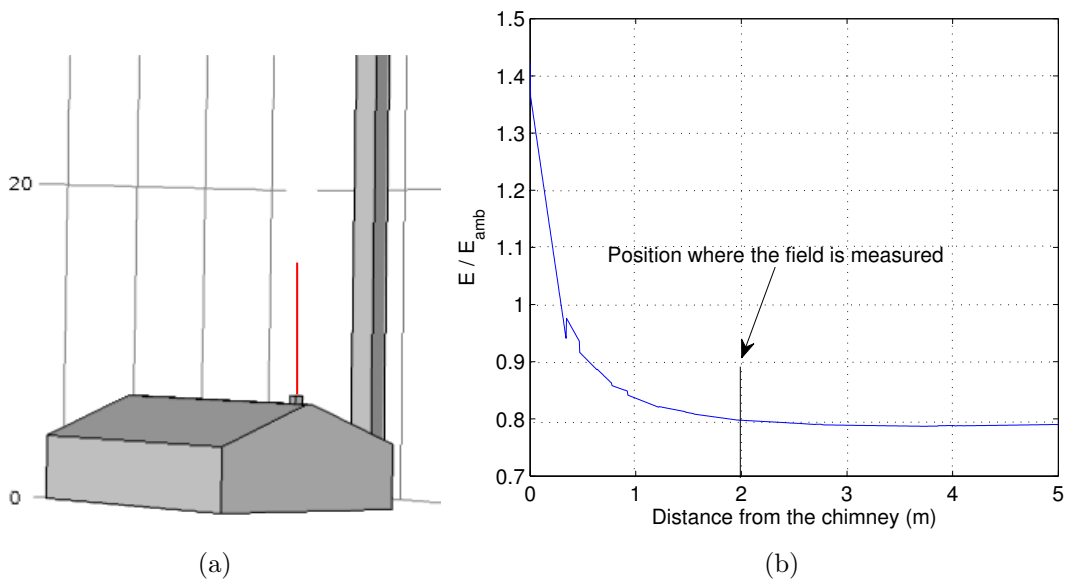 20
0
(a)
1.5
1.4
1.3
1.2
1.1
1
0.9
0.8
0.7
E / E_amb
Position where the field is measured
0 1 2 3 4 5
Distance from the chimney (m)
(b)